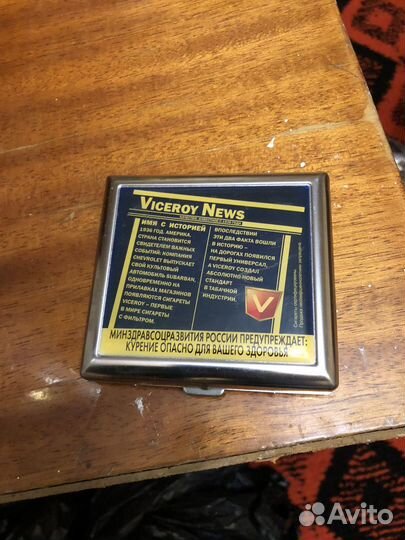 VICEROY NEWS
ИМЯ С ИСТОРИЕЙ
1936 ГОД. АМЕРИКА.
СТРАНА СТАНОВИТСЯ
СВИДЕТЕЛЕМ ВАЖНЫХ
СОБЫТИЙ. КОМПАНИЯ
CHEVROLET ВЫПУСКАЕТ
СВОЙ КУЛЬТОВЫЙ
АВТОМОБИЛЬ SUBURBAN,
ОДНОВРЕМЕННО НА
ПРИЛАВКАХ МАГАЗИНОВ
ПОЯВЛЯЮТСЯ СИГАРЕТЫ
VICEROY – ПЕРВЫЕ
В МИРЕ СИГАРЕТЫ
С ФИЛЬТРОМ.
ВПОСЛЕДСТВИИ
ЭТИ ДВА ФАКТА ВОШЛИ
В ИСТОРИЮ –
НА ДОРОГАХ ПОЯВИЛСЯ
ПЕРВЫЙ УНИВЕРСАЛ,
А VICEROY СОЗДАЛ
АБСОЛЮТНО НОВЫЙ
СТАНДАРТ
В ТАБАЧНОЙ
ИНДУСТРИИ.
V
Сигареты сертифицированы
МИНЗДРАВСОЦРАЗВИТИЯ РОССИИ ПРЕДУПРЕЖДАЕТ:
КУРЕНИЕ ОПАСНО ДЛЯ ВАШЕГО ЗДОРОВЬЯ
Avito